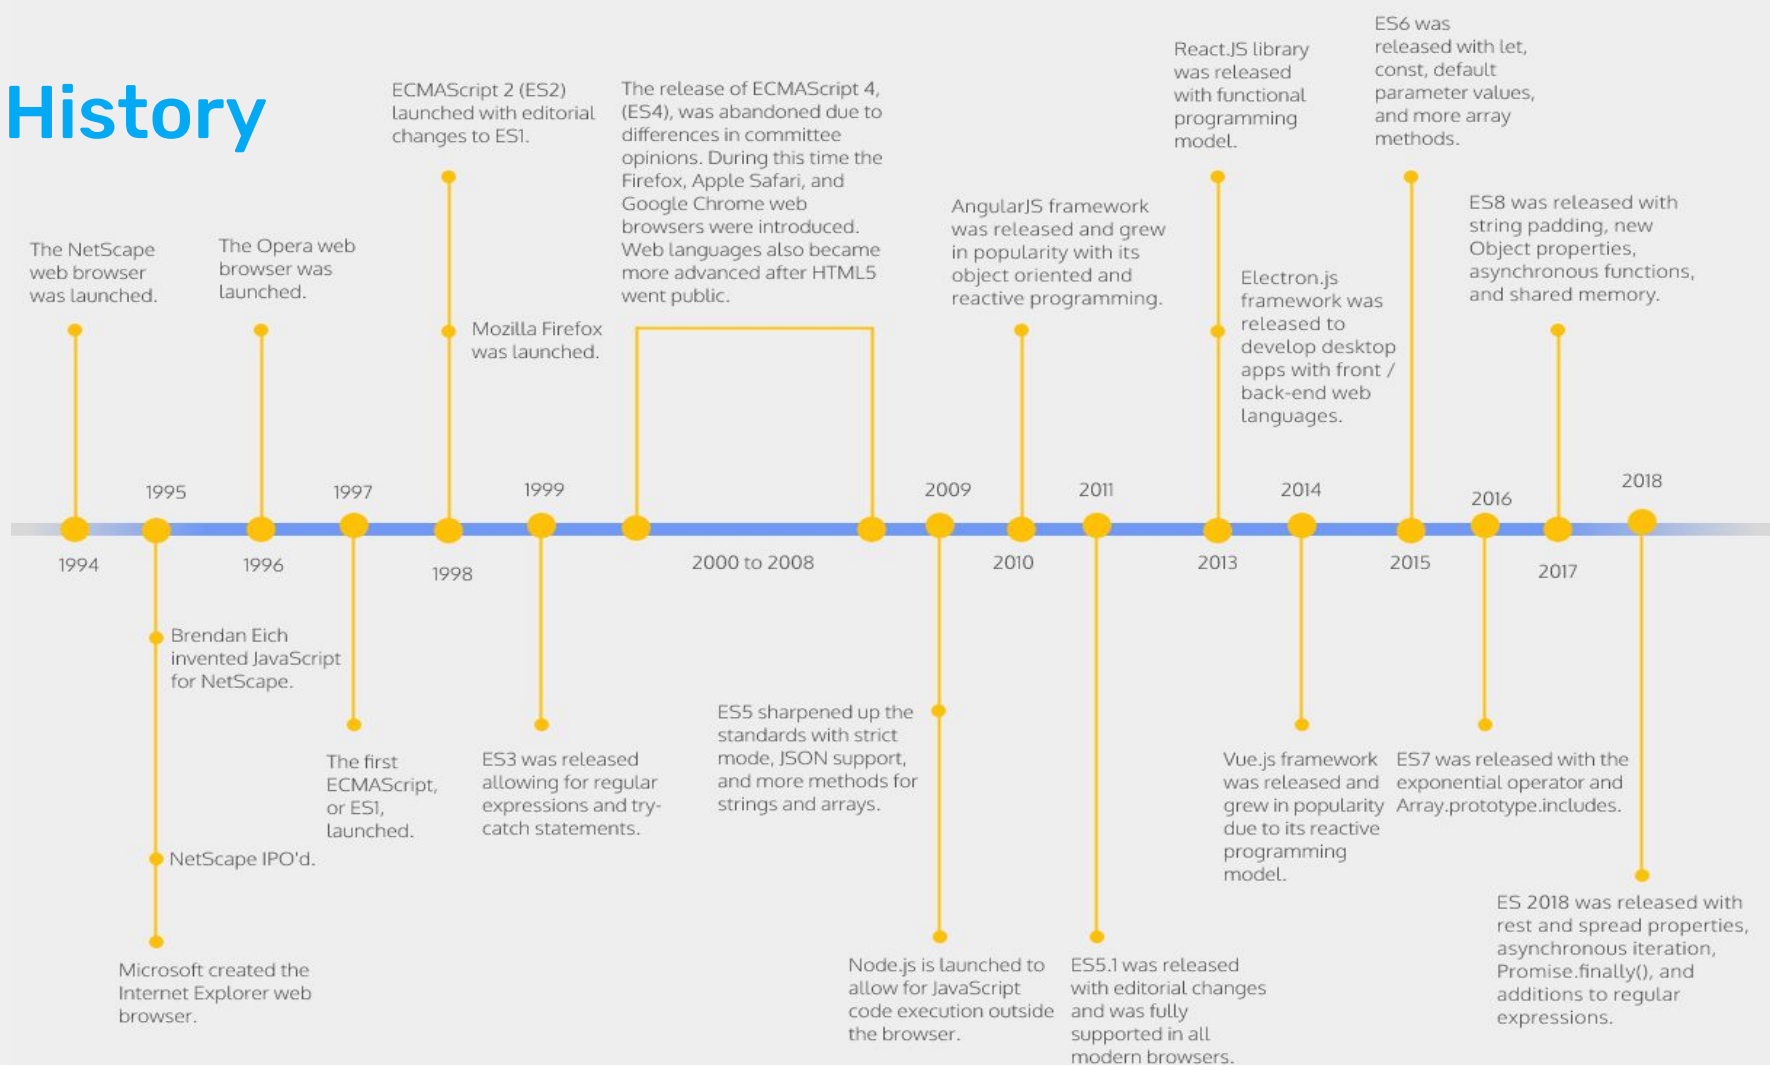 History
The NetScape
web browser
was launched.
The Opera web
browser was
launched.
ECMAScript 2 (ES2)
launched with editorial
changes to ES1.
Mozilla Firefox
was launched.
The release of ECMAScript 4,
(ES4), was abandoned due to
differences in committee
opinions. During this time the
Firefox, Apple Safari, and
Google Chrome web
browsers were introduced.
Web languages also became
more advanced after HTML5
went public.
AngularJS framework
was released and grew
in popularity with its
object oriented and
reactive programming.
React.JS library
was released
with functional
programming
model.
Electron.js
framework was
released to
develop desktop
apps with front /
back-end web
languages.
ES6 was
released with let,
const, default
parameter values,
and more array
methods.
ES8 was released with
string padding, new
Object properties,
asynchronous functions,
and shared memory.
1995
1997
1999
2009
2011
2014
2016
2018
1994
1996
1998
2000 to 2008
2010
2013
2015
2017
Brendan Eich
invented JavaScript
for NetScape.
NetScape IPO'd.
Microsoft created the
Internet Explorer web
browser.
The first
ECMAScript,
or ES1,
launched.
ES3 was released
allowing for regular
expressions and try-
catch statements.
ES5 sharpened up the
standards with strict
mode, JSON support,
and more methods for
strings and arrays.
Node.js is launched to
allow for JavaScript
code execution outside
the browser.
ES5.1 was released
with editorial changes
and was fully
supported in all
modern browsers.
Vue.js framework
was released and
grew in popularity
due to its reactive
programming
model.
ES7 was released with the
exponential operator and
Array.prototype.includes.
ES 2018 was released with
rest and spread properties,
asynchronous iteration,
Promise.finally(), and
additions to regular
expressions.